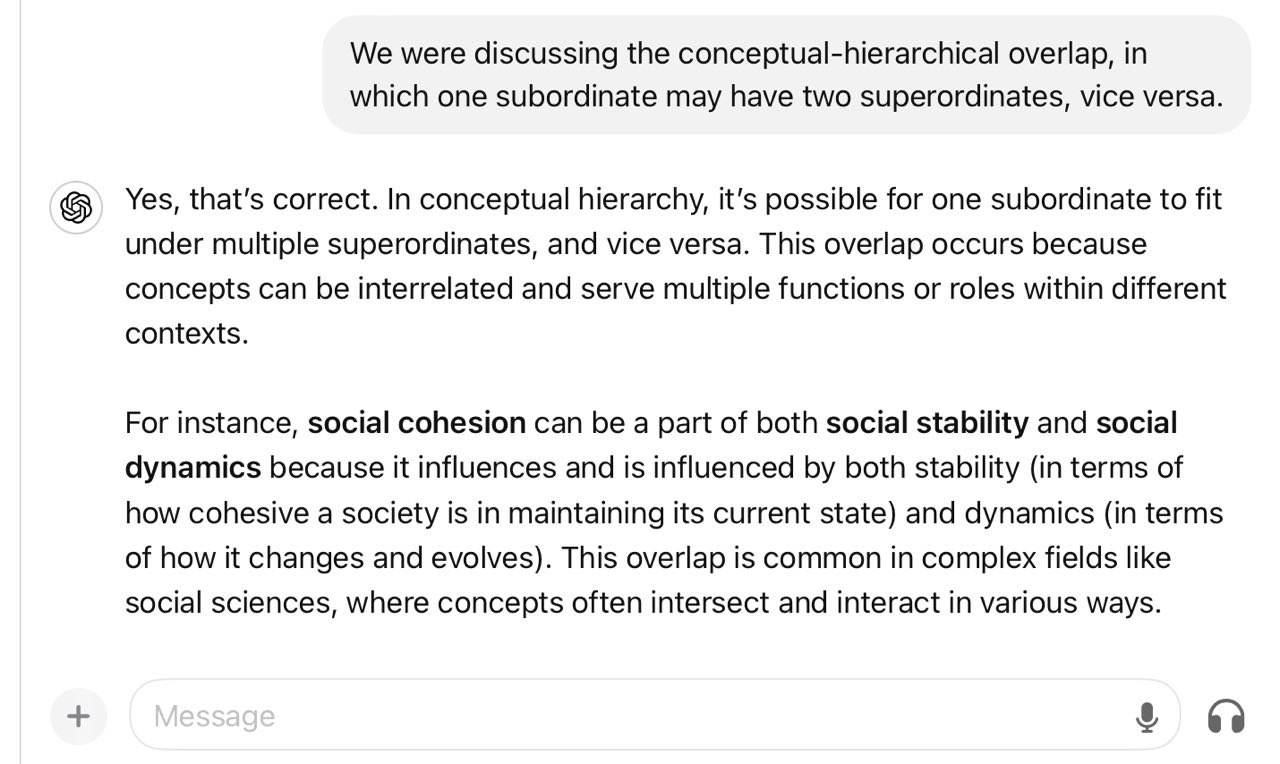 We were discussing the conceptual-hierarchical overlap, in
which one subordinate may have two superordinates, vice versa.
Yes, that’s correct. In conceptual hierarchy, it’s possible for one subordinate to fit
under multiple superordinates, and vice versa. This overlap occurs because
concepts can be interrelated and serve multiple functions or roles within different
contexts.
For instance, social cohesion can be a part of both social stability and social
dynamics because it influences and is influenced by both stability (in terms of
how cohesive a society is in maintaining its current state) and dynamics (in terms
of how it changes and evolves). This overlap is common in complex fields like
social sciences, where concepts often intersect and interact in various ways.
Message